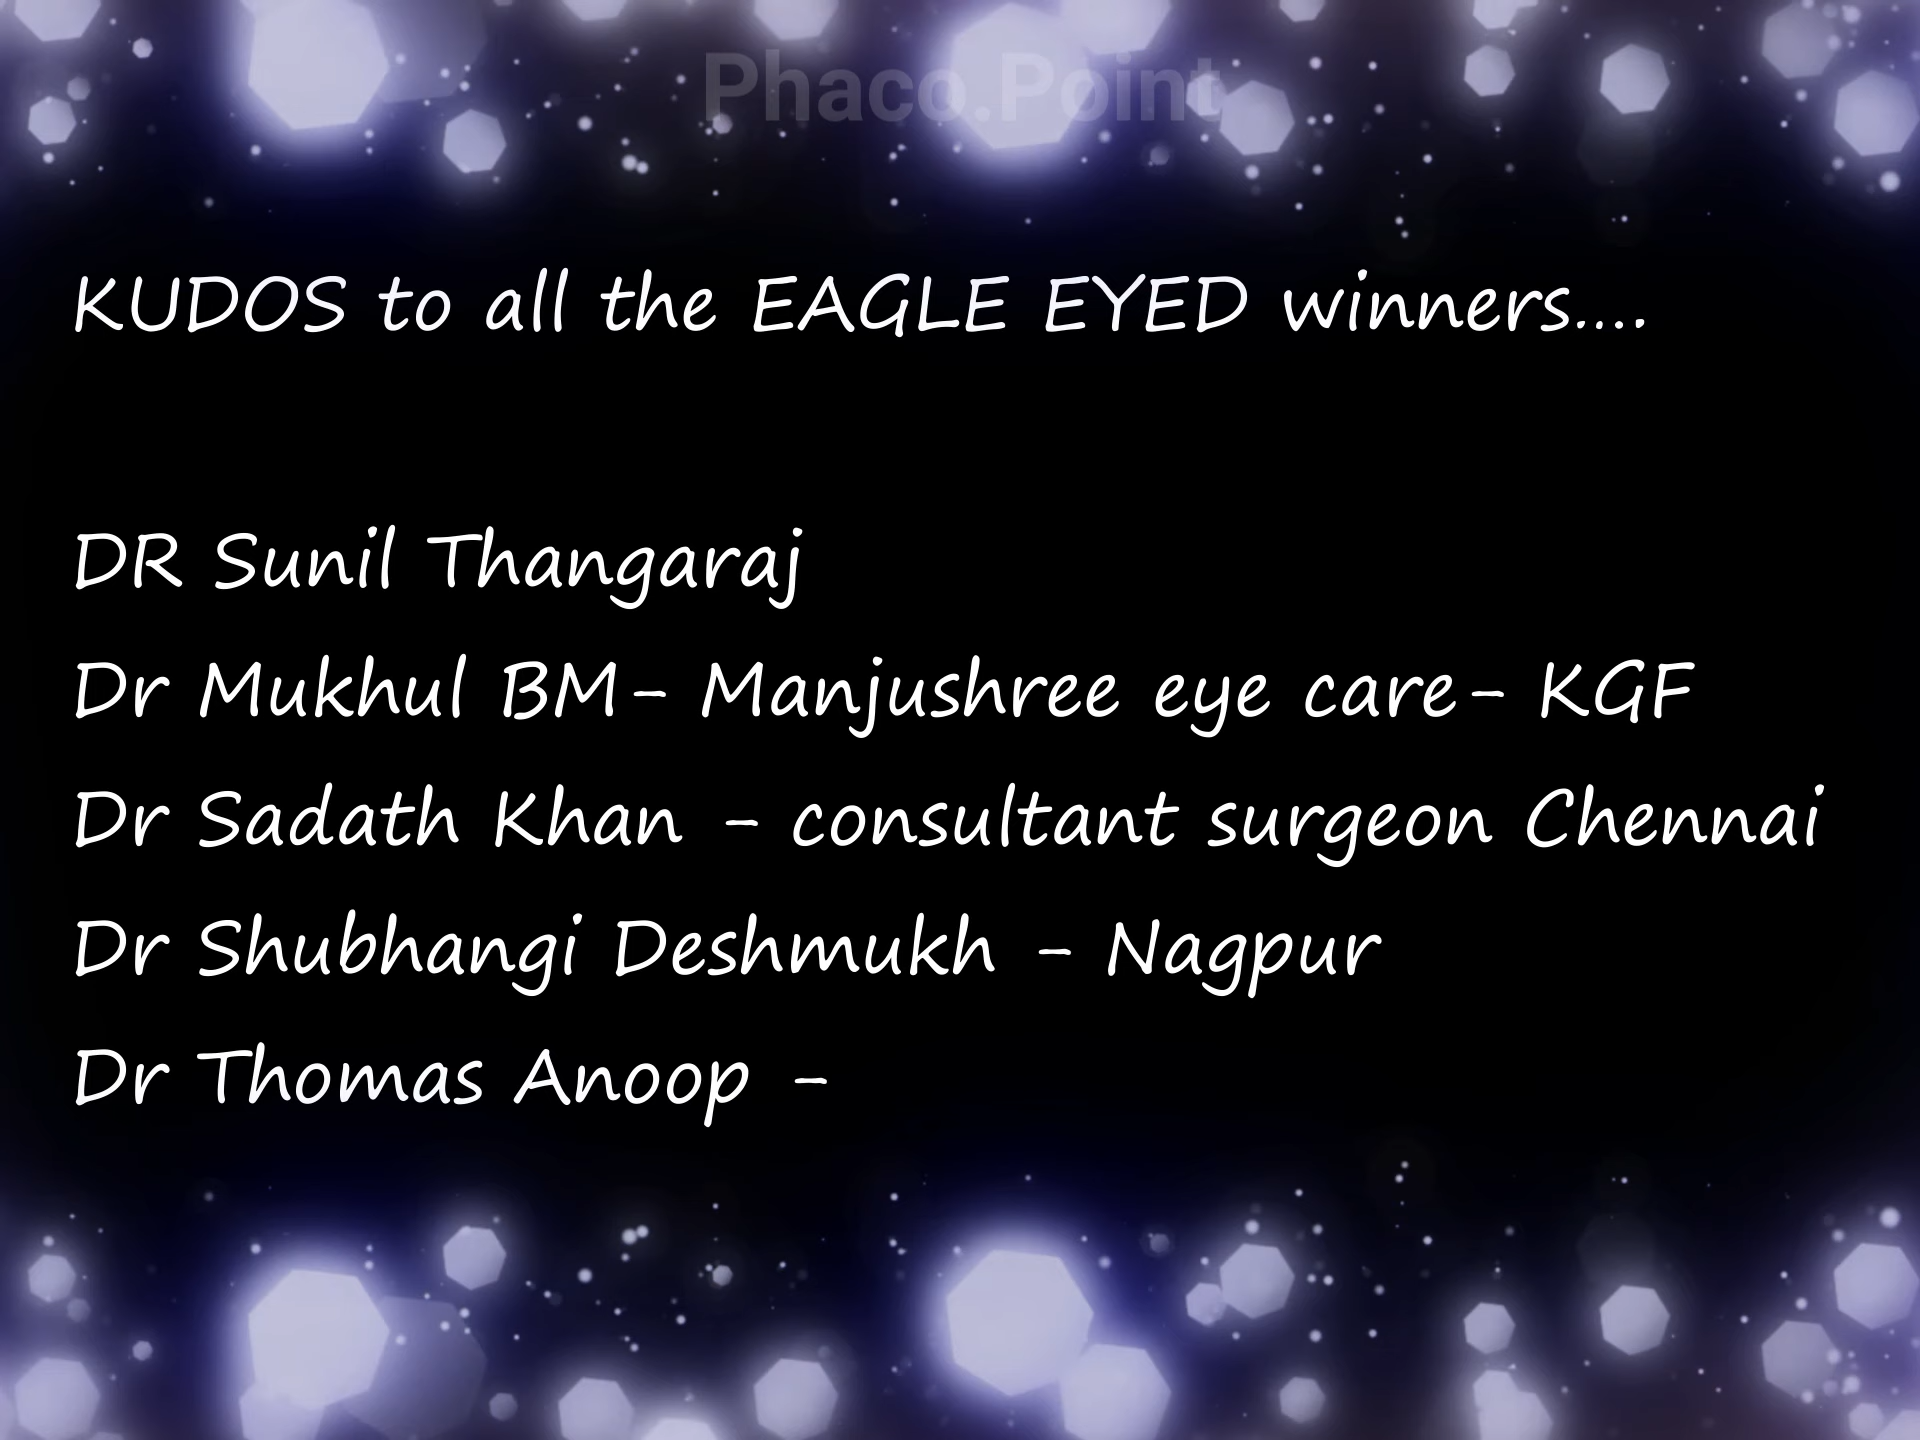 Phaco.Point
KUDOS to all the EAGLE EYED winners....
DR Sunil Thangaraj
Dr Mukhul BM- Manjushree eye care- KGF
Dr Sadath Khan - consultant surgeon Chennai
Dr Shubhangi Deshmukh - Nagpur
Dr Thomas Anoop -